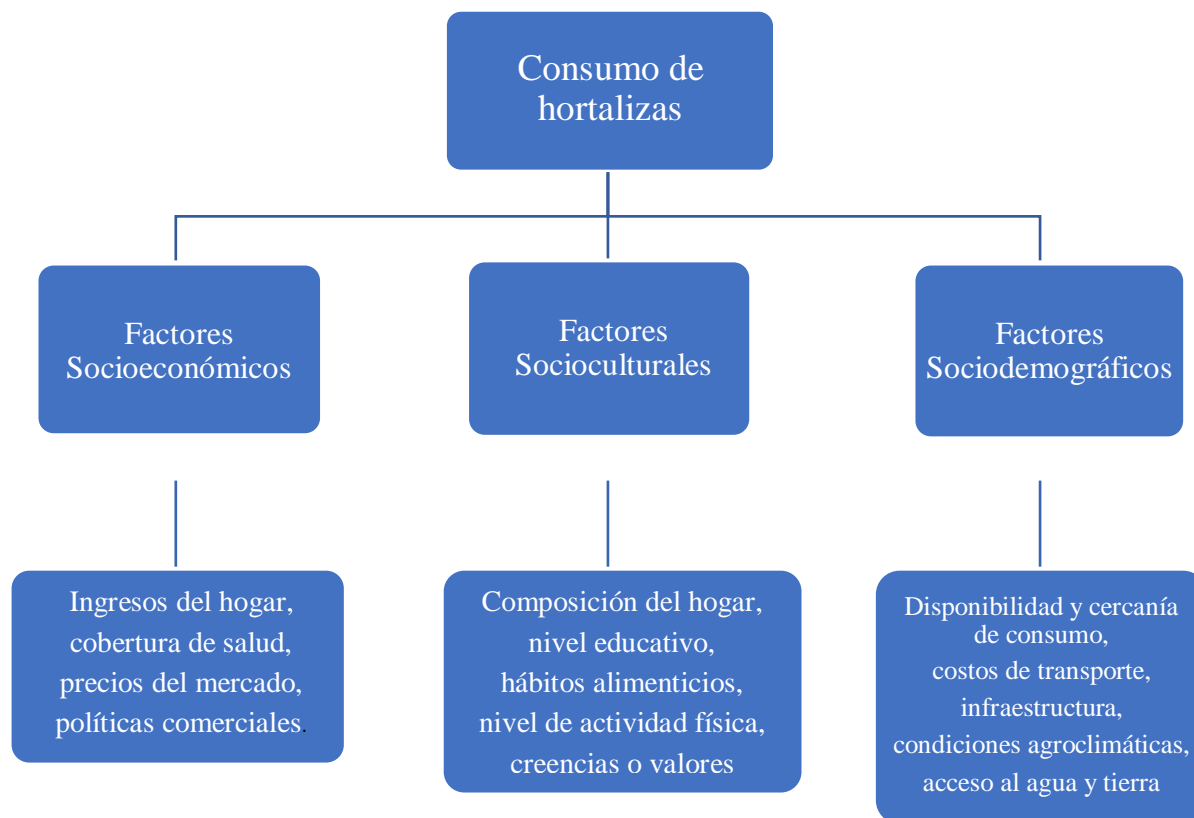 Consumo de
hortalizas
Factores
Socioeconómicos
Factores
Socioculturales
Factores
Sociodemográficos
Ingresos del hogar,
cobertura de salud,
precios del mercado,
políticas comerciales.
Composición del hogar,
nivel educativo,
hábitos alimenticios,
nivel de actividad física,
creencias o valores
Disponibilidad y cercanía
de consumo,
costos de transporte,
infraestructura,
condiciones agroclimáticas,
acceso al agua y tierra